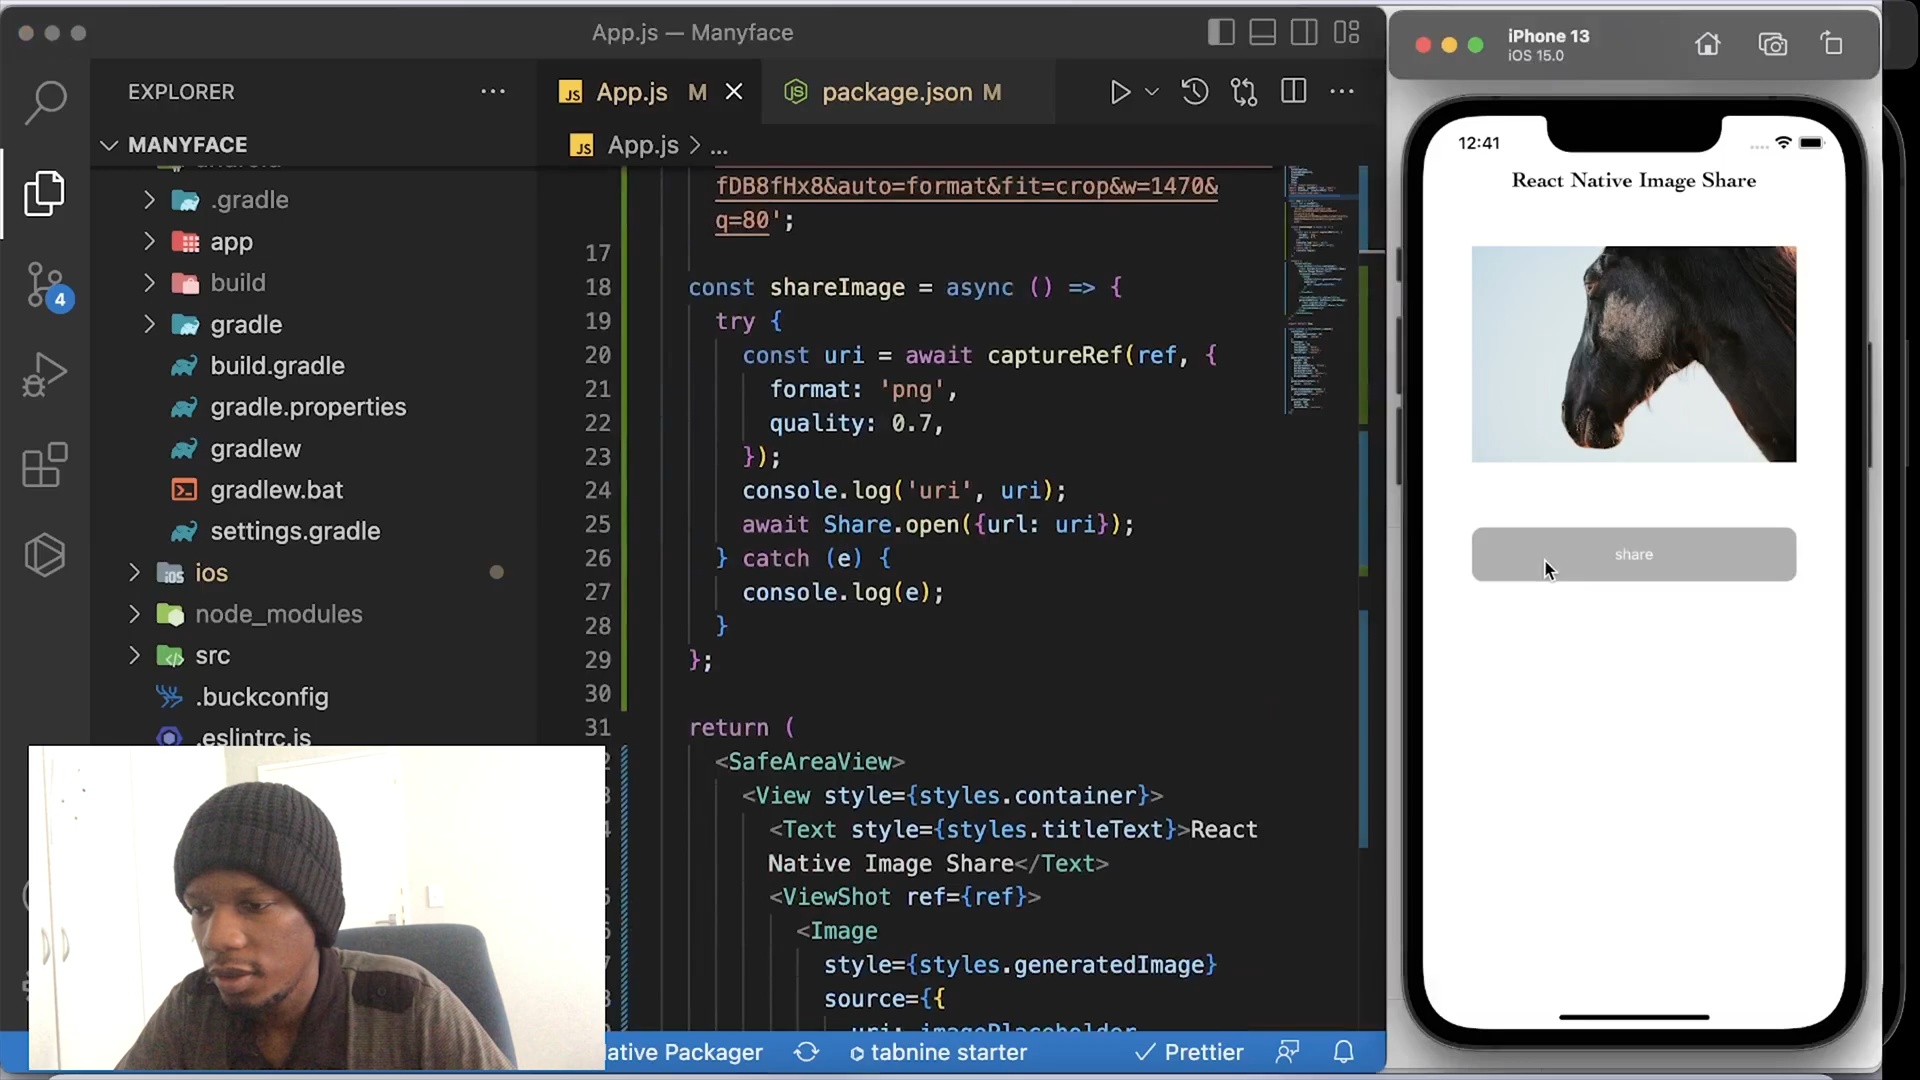 App.js — Manyface
EXPLORER
MANYFACE
.gradle
app
build
gradle
build.gradle
gradle.properties
gradlew
gradlew.bat
settings.gradle
ios
node_modules
src
.buckconfig
.eslintrc.js
4
JS App.js M
package.json M
JS App.js > ...
fDB8fHx8&auto=format&fit=crop&w=1470&
q=80';
17
18 const shareImage = async () => {
19 try {
20 const uri = await captureRef(ref, {
21 format: 'png',
22 quality: 0.7,
23 });
24 console.log('uri', uri);
25 await Share.open({url: uri});
26 } catch (e) {
27 console.log(e);
28 }
29 };
30
31 return (
<SafeAreaView>
<View style={styles.container}>
<Text style={styles.titleText}>React
Native Image Share</Text>
<ViewShot ref={ref}>
<Image
style={styles.generatedImage}
source={{
uri: imagePlaceholder
ative Packager
tabnine starter
Prettier
iPhone 13
iOS 15.0
12:41
React Native Image Share
share